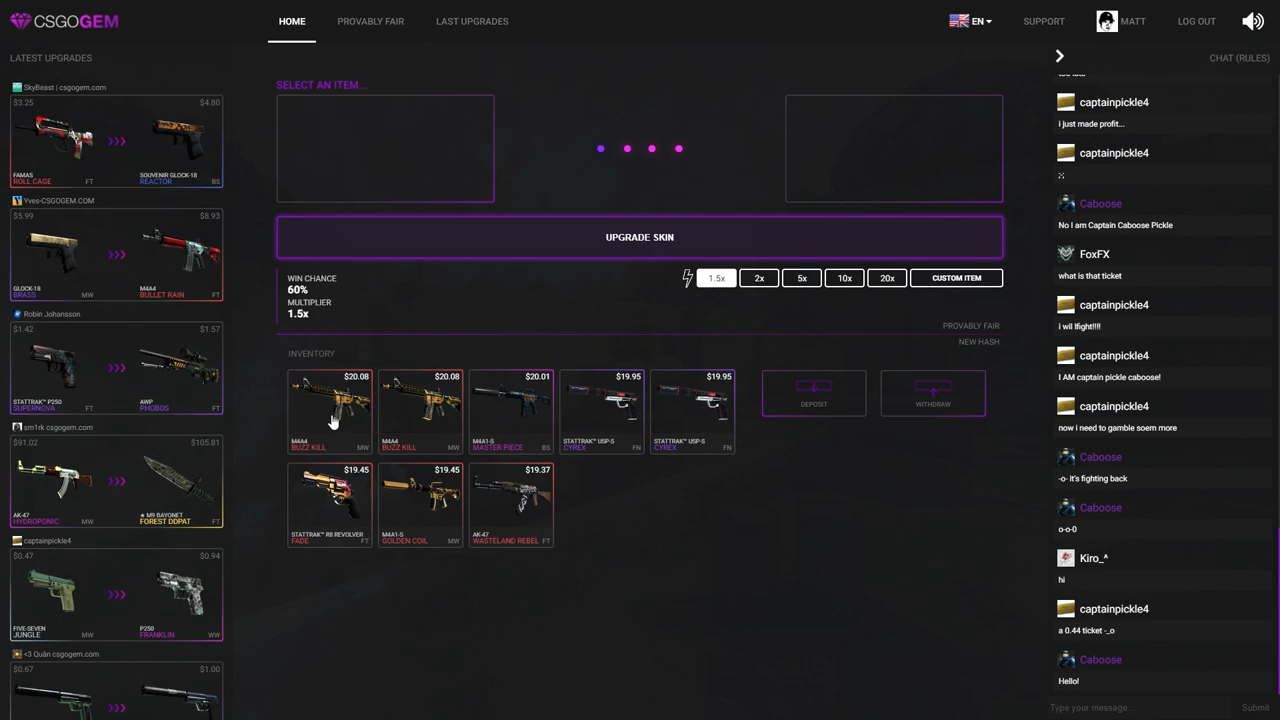 CSGOGEM
HOME
PROVABLY FAIR
LAST UPGRADES
EN
SUPPORT
MATT
LOG OUT
LATEST UPGRADES
SkyBeast | csgogem.com
$3.25
$4.80
FAMAS
ROLL CAGE
FT
SOUVENIR GLOCK-18
REACTOR
BS
Yves-CSGOGEM.COM
$5.99
$8.93
GLOCK-18
BRASS
MW
M4A4
BULLET RAIN
FT
Robin Johansson
$1.42
$1.57
STATTRAK™ P250
SUPERNOVA
FT
AWP
PHOBOS
FT
sm1rk csgogem.com
$91.02
$105.81
AK-47
HYDROPONIC
MW
★ M9 BAYONET
FOREST DDPAT
FT
captainpickle4
$0.47
$0.94
FIVE-SEVEN
JUNGLE
MW
P250
FRANKLIN
WW
<3 Quân csgogem.com
$0.67
$1.00
SELECT AN ITEM...
UPGRADE SKIN
WIN CHANCE
60%
MULTIPLIER
1.5x
1.5x
2x
5x
10x
20x
CUSTOM ITEM
PROVABLY FAIR
NEW HASH
INVENTORY
$20.08
M4A4
BUZZ KILL
MW
$20.08
M4A4
BUZZ KILL
MW
$20.01
M4A1-S
MASTER PIECE
BS
$19.95
STATTRAK™ USP-S
CYREX
FN
$19.95
STATTRAK™ USP-S
CYREX
FN
DEPOSIT
WITHDRAW
$19.45
STATTRAK™ R8 REVOLVER
FADE
FT
$19.45
M4A1-S
GOLDEN COIL
MW
$19.37
AK-47
WASTELAND REBEL
FT
CHAT (RULES)
captainpickle4
i just made profit...
captainpickle4
;-;
Caboose
No I am Captain Caboose Pickle
FoxFX
what is that ticket
captainpickle4
i wil lfight!!!!
captainpickle4
I AM captain pickle caboose!
captainpickle4
now i need to gamble soem more
Caboose
-o- it's fighting back
Caboose
o-o-0
Kiro_^
hi
captainpickle4
a 0.44 ticket -_o
Caboose
Hello!
Type your message...
Submit